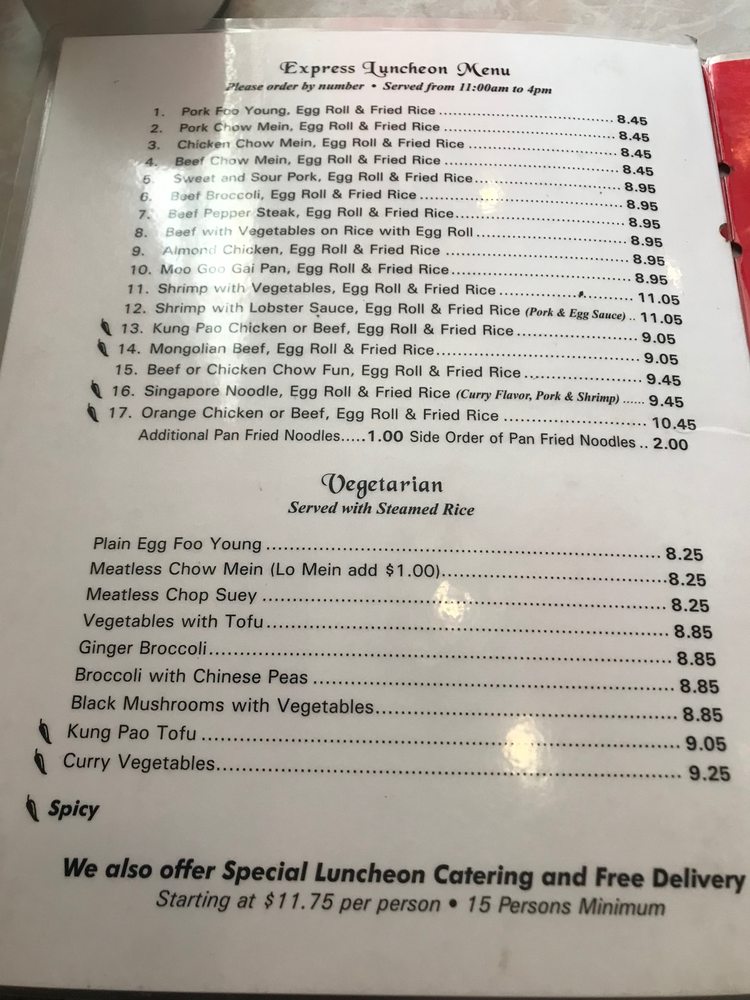 Express Luncheon Menu
Please order by number • Served from 11:00am to 4pm
1. Pork Foo Young, Egg Roll & Fried Rice 8.45
2. Pork Chow Mein, Egg Roll & Fried Rice 8.45
3. Chicken Chow Mein, Egg Roll & Fried Rice 8.45
4. Beef Chow Mein, Egg Roll & Fried Rice 8.45
5. Sweet and Sour Pork, Egg Roll & Fried Rice 8.95
6. Beef Broccoli, Egg Roll & Fried Rice 8.95
7. Beef Pepper Steak, Egg Roll & Fried Rice 8.95
8. Beef with Vegetables on Rice with Egg Roll 8.95
9. Almond Chicken, Egg Roll & Fried Rice 8.95
10. Moo Goo Gai Pan, Egg Roll & Fried Rice 8.95
11. Shrimp with Vegetables, Egg Roll & Fried Rice 11.05
12. Shrimp with Lobster Sauce, Egg Roll & Fried Rice (Pork & Egg Sauce) .. 11.05
13. Kung Pao Chicken or Beef, Egg Roll & Fried Rice 9.05
14. Mongolian Beef, Egg Roll & Fried Rice 9.05
15. Beef or Chicken Chow Fun, Egg Roll & Fried Rice 9.45
16. Singapore Noodle, Egg Roll & Fried Rice (Curry Flavor, Pork & Shrimp) ...... 9.45
17. Orange Chicken or Beef, Egg Roll & Fried Rice 10.45
Additional Pan Fried Noodles.....1.00 Side Order of Pan Fried Noodles .. 2.00
Vegetarian
Served with Steamed Rice
Plain Egg Foo Young 8.25
Meatless Chow Mein (Lo Mein add $1.00) 8.25
Meatless Chop Suey 8.25
Vegetables with Tofu 8.85
Ginger Broccoli 8.85
Broccoli with Chinese Peas 8.85
Black Mushrooms with Vegetables 8.85
Kung Pao Tofu 9.05
Curry Vegetables 9.25
Spicy
We also offer Special Luncheon Catering and Free Delivery
Starting at $11.75 per person • 15 Persons Minimum